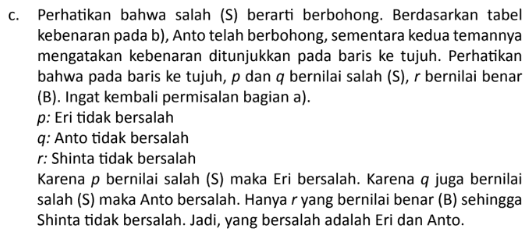 c. Perhatikan bahwa salah (S) berarti berbohong. Berdasarkan tabel
kebenaran pada b), Anto telah berbohong, sementara kedua temannya
mengatakan kebenaran ditunjukkan pada baris ke tujuh. Perhatikan
bahwa pada baris ke tujuh, p dan q bernilai salah (S), r bernilai benar
(B). Ingat kembali permisalan bagian a).
p: Eri tidak bersalah
q: Anto tidak bersalah
r: Shinta tidak bersalah
Karena p bernilai salah (S) maka Eri bersalah. Karena q juga bernilai
salah (S) maka Anto bersalah. Hanya r yang bernilai benar (B) sehingga
Shinta tidak bersalah. Jadi, yang bersalah adalah Eri dan Anto.